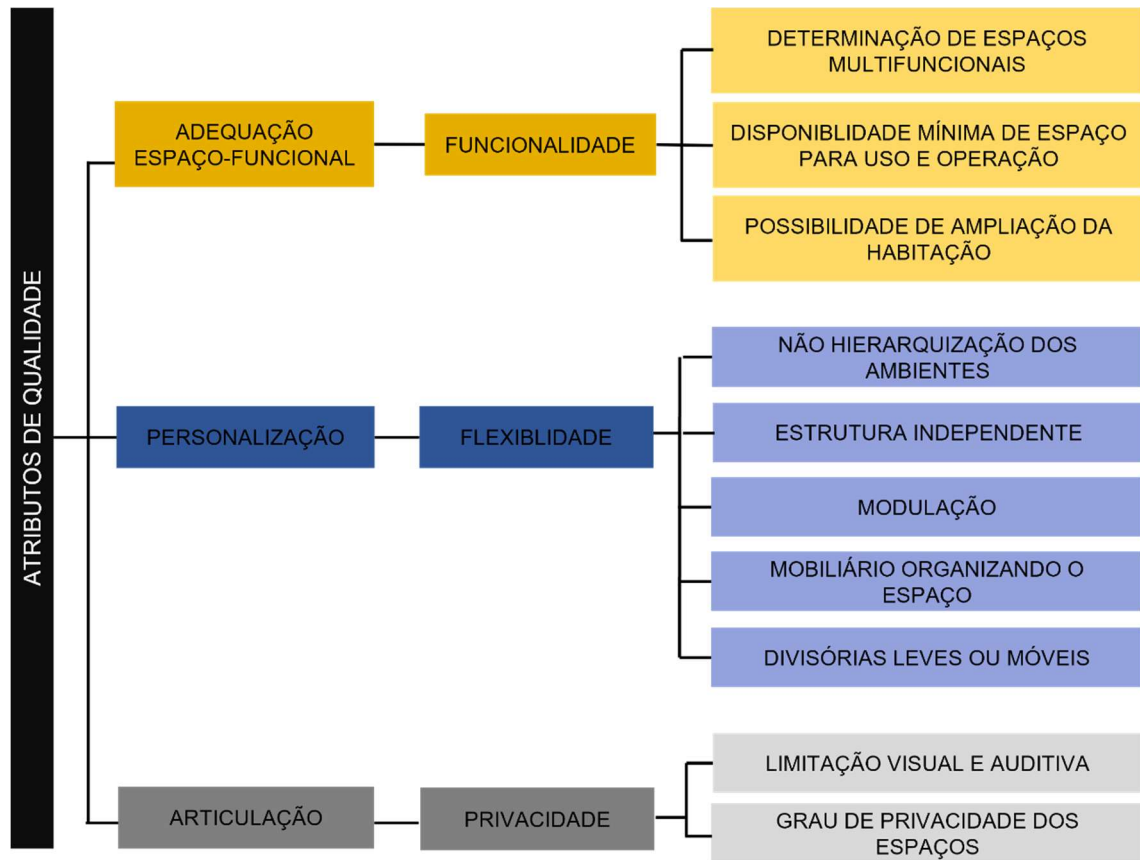 ATRIBUTOS DE QUALIDADE
ADEQUAÇÃO
ESPAÇO-FUNCIONAL
FUNCIONALIDADE
DETERMINAÇÃO DE ESPAÇOS
MULTIFUNCIONAIS
DISPONIBLIDADE MÍNIMA DE ESPAÇO
PARA USO E OPERAÇÃO
POSSIBILIDADE DE AMPLIAÇÃO DA
HABITAÇÃO
PERSONALIZAÇÃO
FLEXIBLIDADE
NÃO HIERARQUIZAÇÃO DOS
AMBIENTES
ESTRUTURA INDEPENDENTE
MODULAÇÃO
MOBILIÁRIO ORGANIZANDO O
ESPAÇO
DIVISÓRIAS LEVES OU MÓVEIS
ARTICULAÇÃO
PRIVACIDADE
LIMITAÇÃO VISUAL E AUDITIVA
GRAU DE PRIVACIDADE DOS
ESPAÇOS